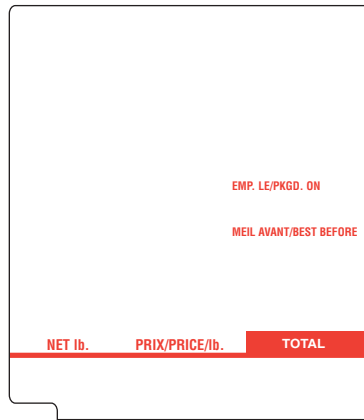 EMP. LE/PKGD. ON
MEIL AVANT/BEST BEFORE
NET lb. PRIX/PRICE/lb. TOTAL